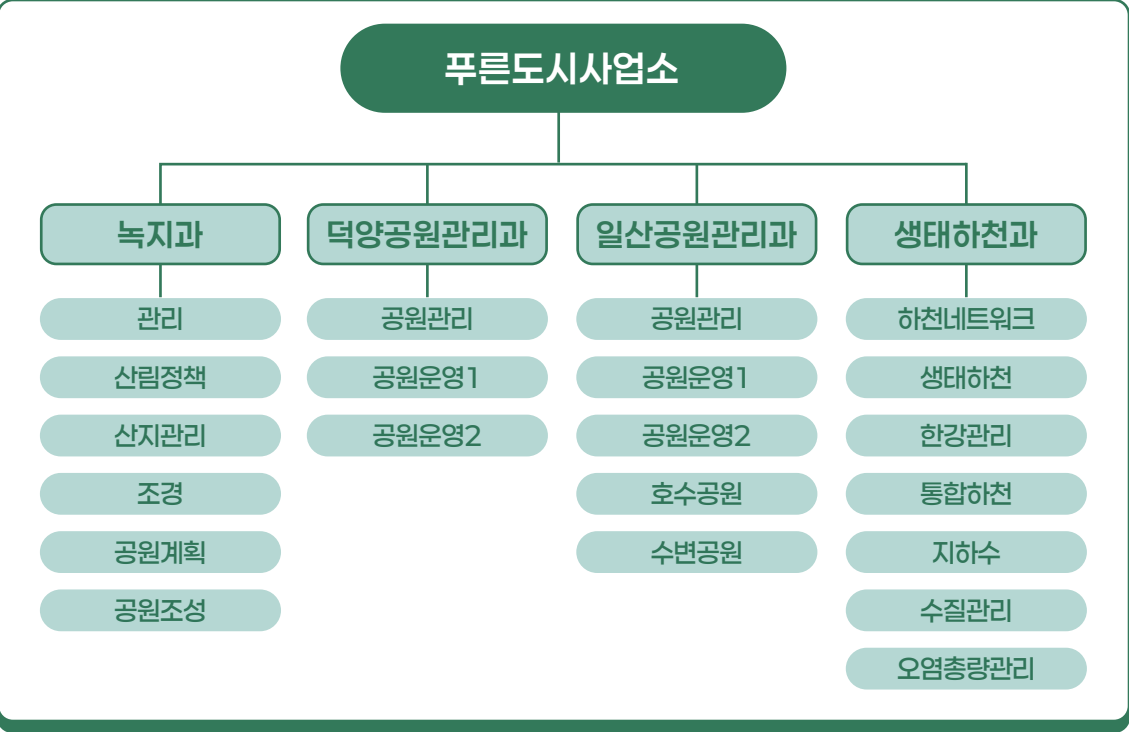 푸른도시사업소
녹지과
관리
산림정책
산지관리
조경
공원계획
공원조성
덕양공원관리과
공원관리
공원운영1
공원운영2
일산공원관리과
공원관리
공원운영1
공원운영2
호수공원
수변공원
생태하천과
하천네트워크
생태하천
한강관리
통합하천
지하수
수질관리
오염총량관리